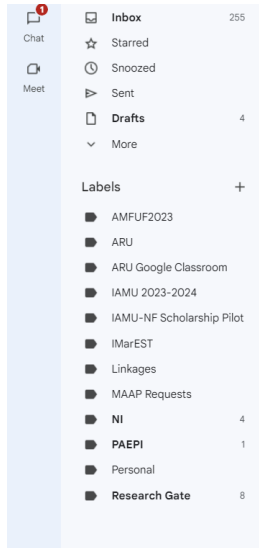 1
Chat
Meet
Inbox 255
Starred
Snoozed
Sent
Drafts 4
More
Labels +
AMFUF2023
ARU
ARU Google Classroom
IAMU 2023-2024
IAMU-NF Scholarship Pilot
IMarEST
Linkages
MAAP Requests
NI 4
PAEPI 1
Personal
Research Gate 8